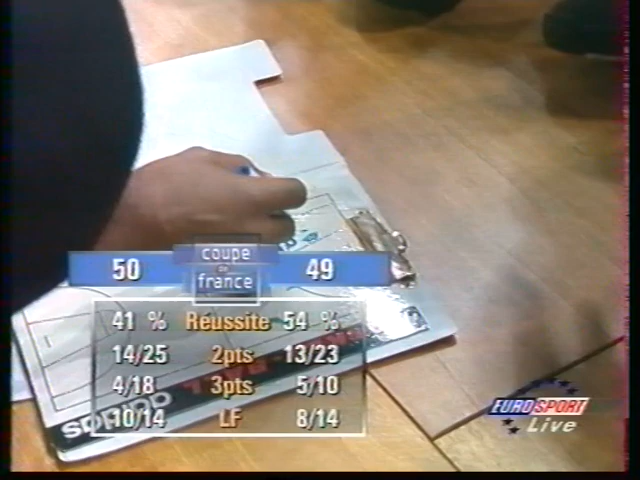 coupe
de
50 france 49
41 % Réussite 54 %
14/25 2pts 13/23
4/18 3pts 5/10
10/14 LF 8/14
EUROSPORT
Live